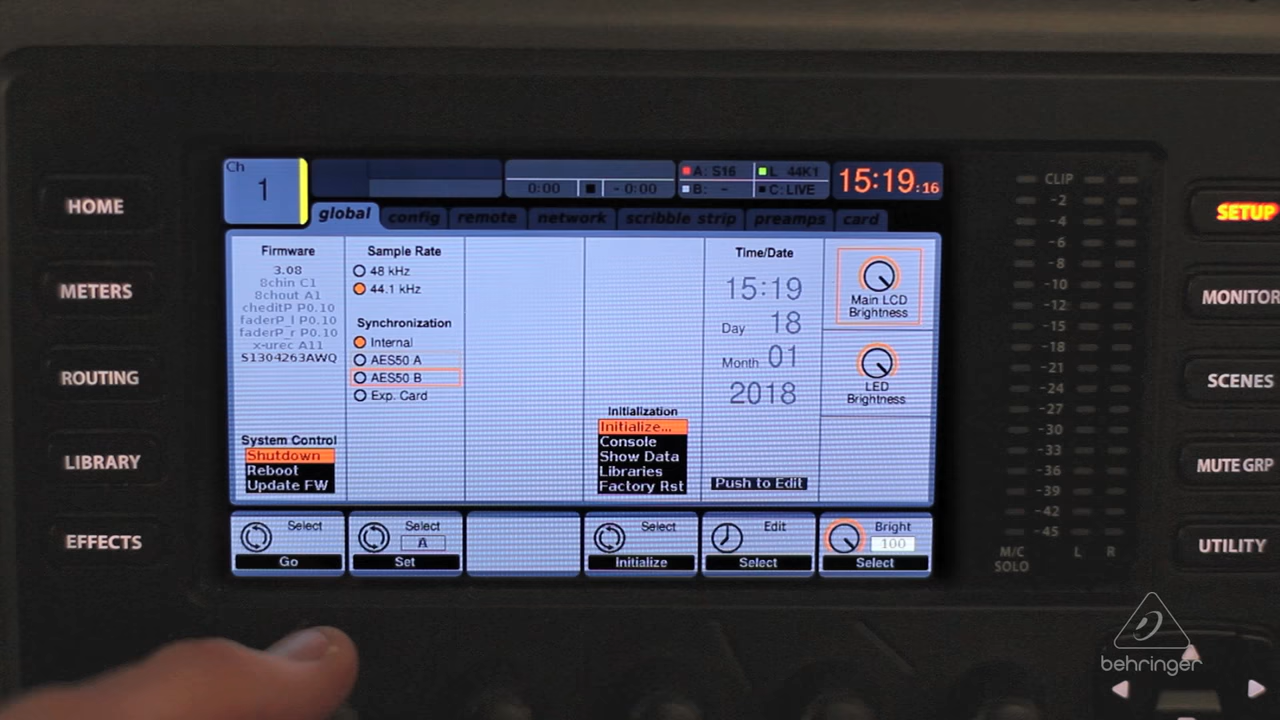 HOME
METERS
ROUTING
LIBRARY
EFFECTS
Ch
1
0:00
- 0:00
A: S16
L 44K1
B: -
C: LIVE
15:19:16
global
config
remote
network
scribble strip
preamps
card
Firmware
3.08
8chin C1
8chout A1
cheditP P0.10
faderP_l P0.10
faderP_r P0.10
x-urec A11
S1304263AWQ
System Control
Shutdown
Reboot
Update FW
Sample Rate
48 kHz
44.1 kHz
Synchronization
Internal
AES50 A
AES50 B
Exp. Card
Initialization
Initialize...
Console
Show Data
Libraries
Factory Rst
Time/Date
15:19
Day 18
Month 01
2018
Push to Edit
Main LCD
Brightness
LED
Brightness
Select
Go
Select
A
Set
Select
Initialize
Edit
Select
Bright
100
Select
CLIP
-2
-4
-6
-8
-10
-12
-15
-18
-21
-24
-27
-30
-33
-36
-39
-42
-45
M/C
SOLO
L R
SETUP
MONITOR
SCENES
MUTE GRP
UTILITY
behringer